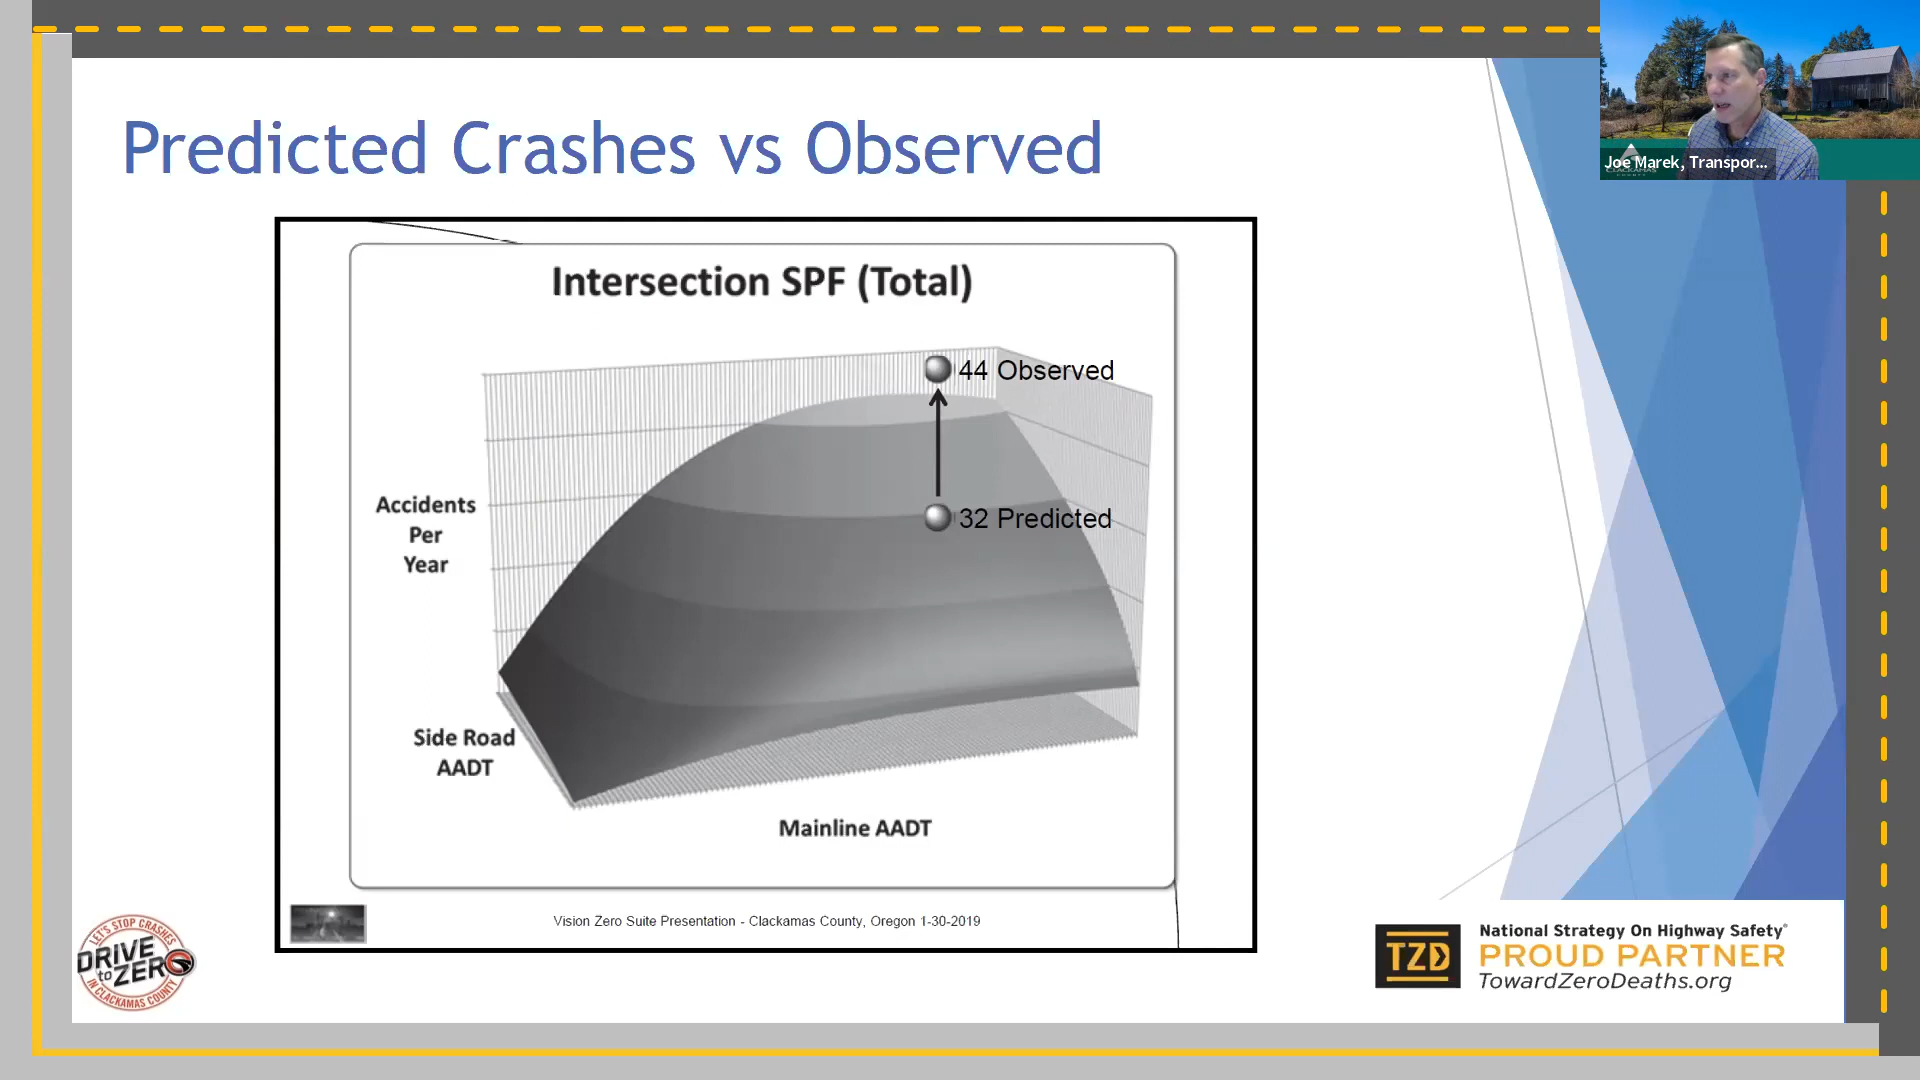 Predicted Crashes vs Observed
Joe Marek, Transpor...
CLACKAMAS
COUNTY
Intersection SPF (Total)
44 Observed
32 Predicted
Accidents
Per
Year
Side Road
AADT
Mainline AADT
Vision Zero Suite Presentation - Clackamas County, Oregon 1-30-2019
LET'S STOP CRASHES
DRIVE
to
ZERO
IN CLACKAMAS COUNTY
TZD
National Strategy On Highway Safety®
PROUD PARTNER
TowardZeroDeaths.org